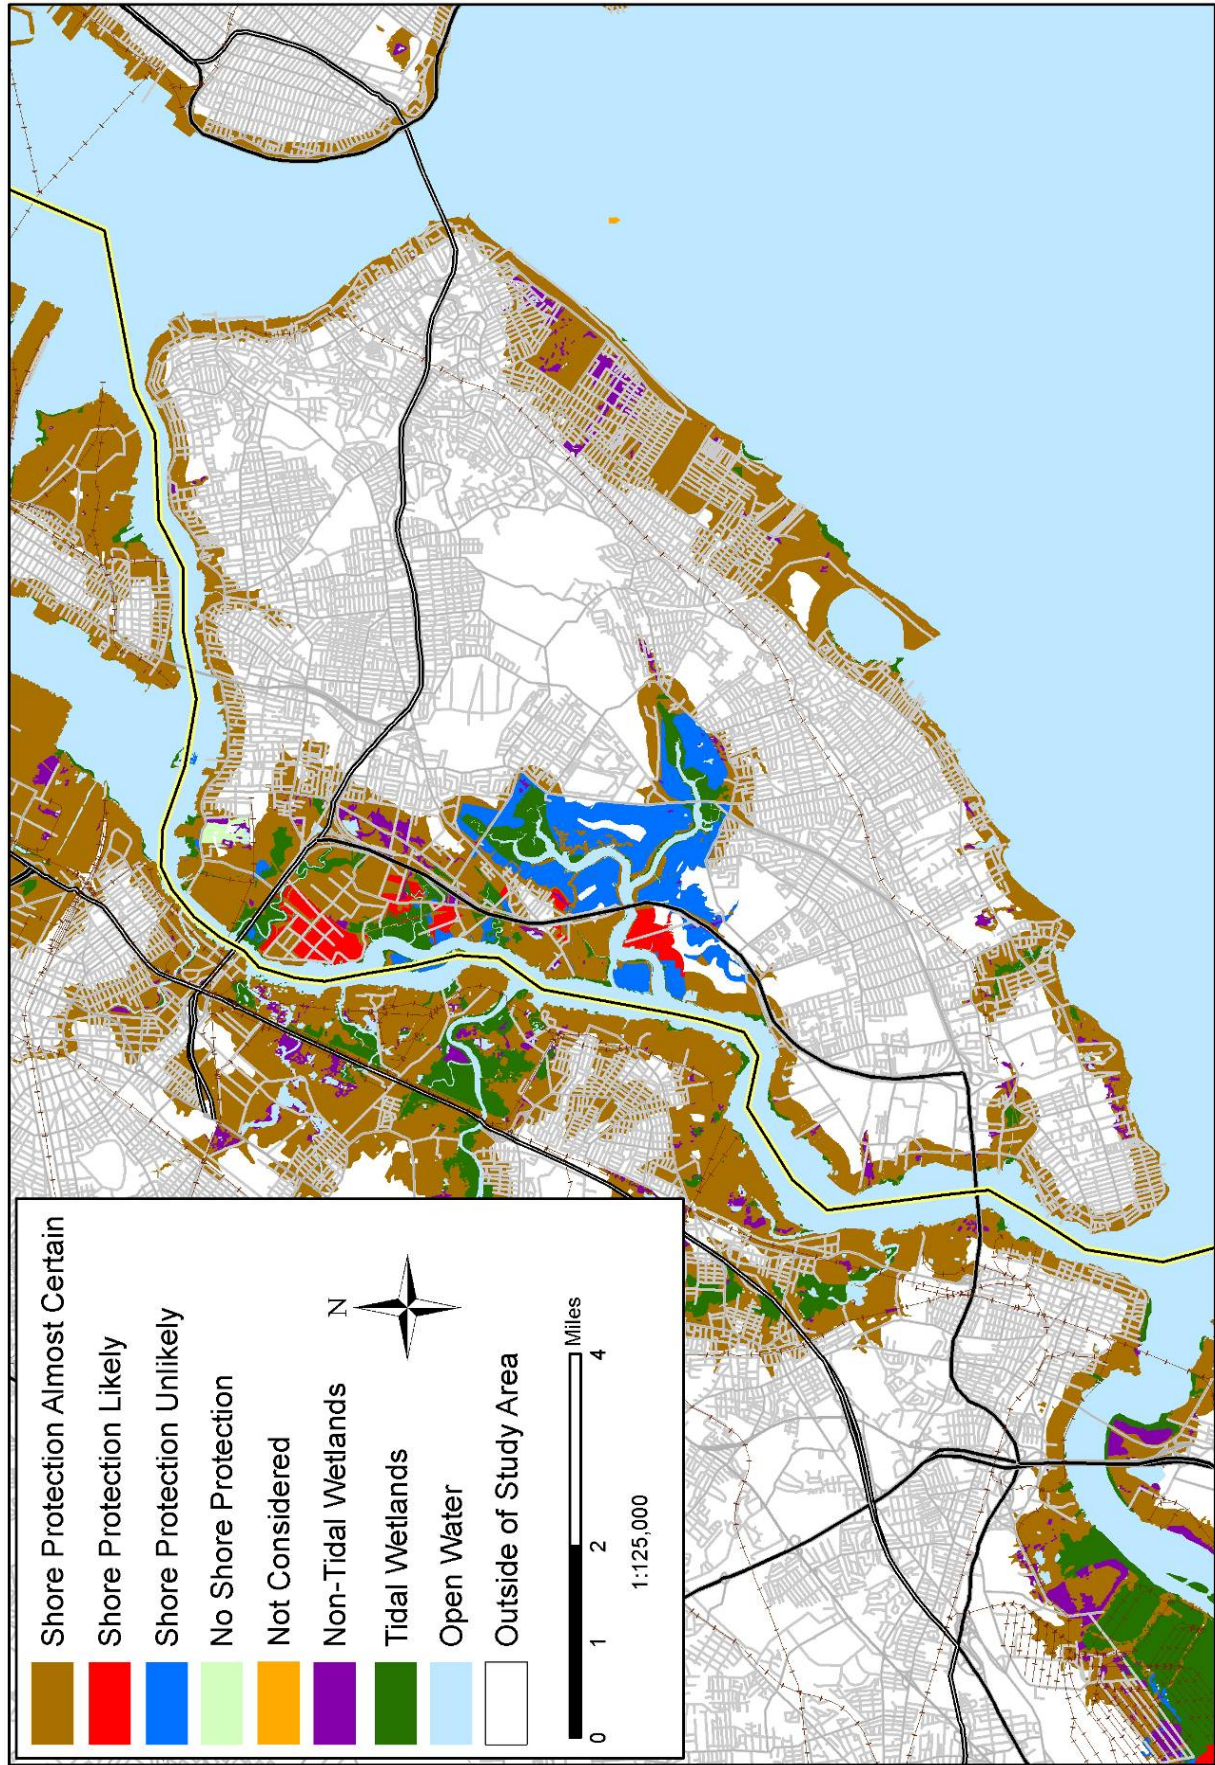 Shore Protection Almost Certain
Shore Protection Likely
Shore Protection Unlikely
No Shore Protection
Not Considered
Non-Tidal Wetlands
Tidal Wetlands
Open Water
Outside of Study Area
N
0 1 2 4
Miles
1:125,000